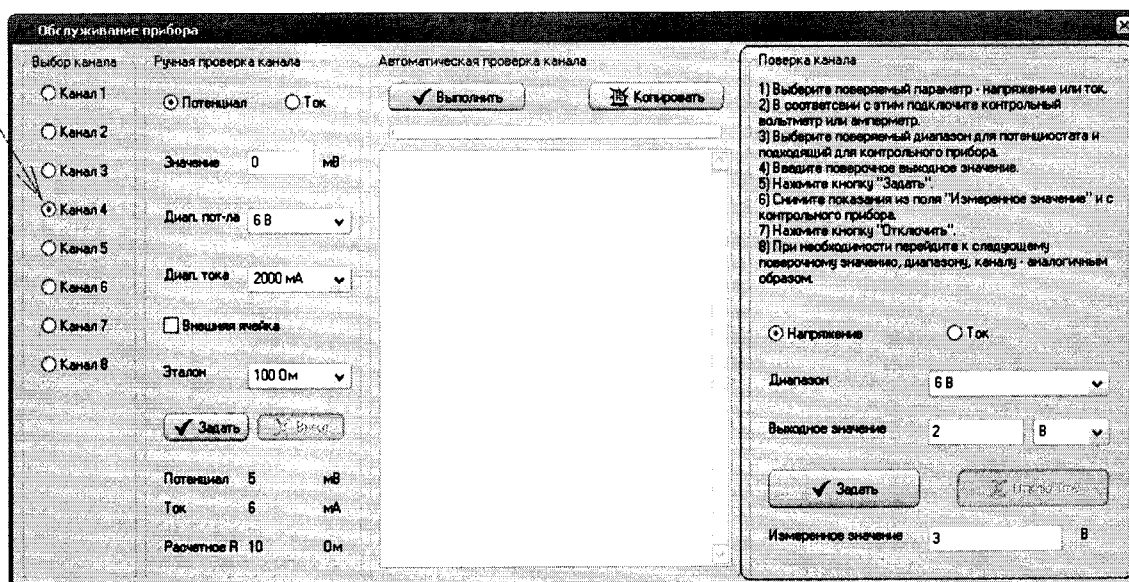 Обслуживание прибора
Выбор канала
Канал 1
Канал 2
Канал 3
Канал 4
Канал 5
Канал 6
Канал 7
Канал 8
Ручная проверка канала
Потенциал Ток
Значение 0 мВ
Диап. пот-ла 6 В
Диап. тока 2000 мА
Внешняя ячейка
Эталон 100 Ом
Задать
Потенциал 5 мВ
Ток 6 мА
Расчетное R 10 Ом
Автоматическая проверка канала
Выполнить Копировать
Поверка канала
1) Выберите поверяемый параметр - напряжение или ток.
2) В соответсвии с этим подключите контрольный
вольтметр или амперметр.
3) Выберите поверяемый диапазон для потенциостата и
подходящий для контрольного прибора.
4) Введите поверочное выходное значение.
5) Нажмите кнопку "Задать".
6) Снимите показания из поля "Измеренное значение" и с
контрольного прибора.
7) Нажмите кнопку "Отключить".
8) При необходимости перейдите к следующему
поверочному значению, диапазону, каналу - аналогичным
образом.
Напряжение Ток
Диапазон 6 В
Выходное значение 2 В
Задать
Измеренное значение 3 В